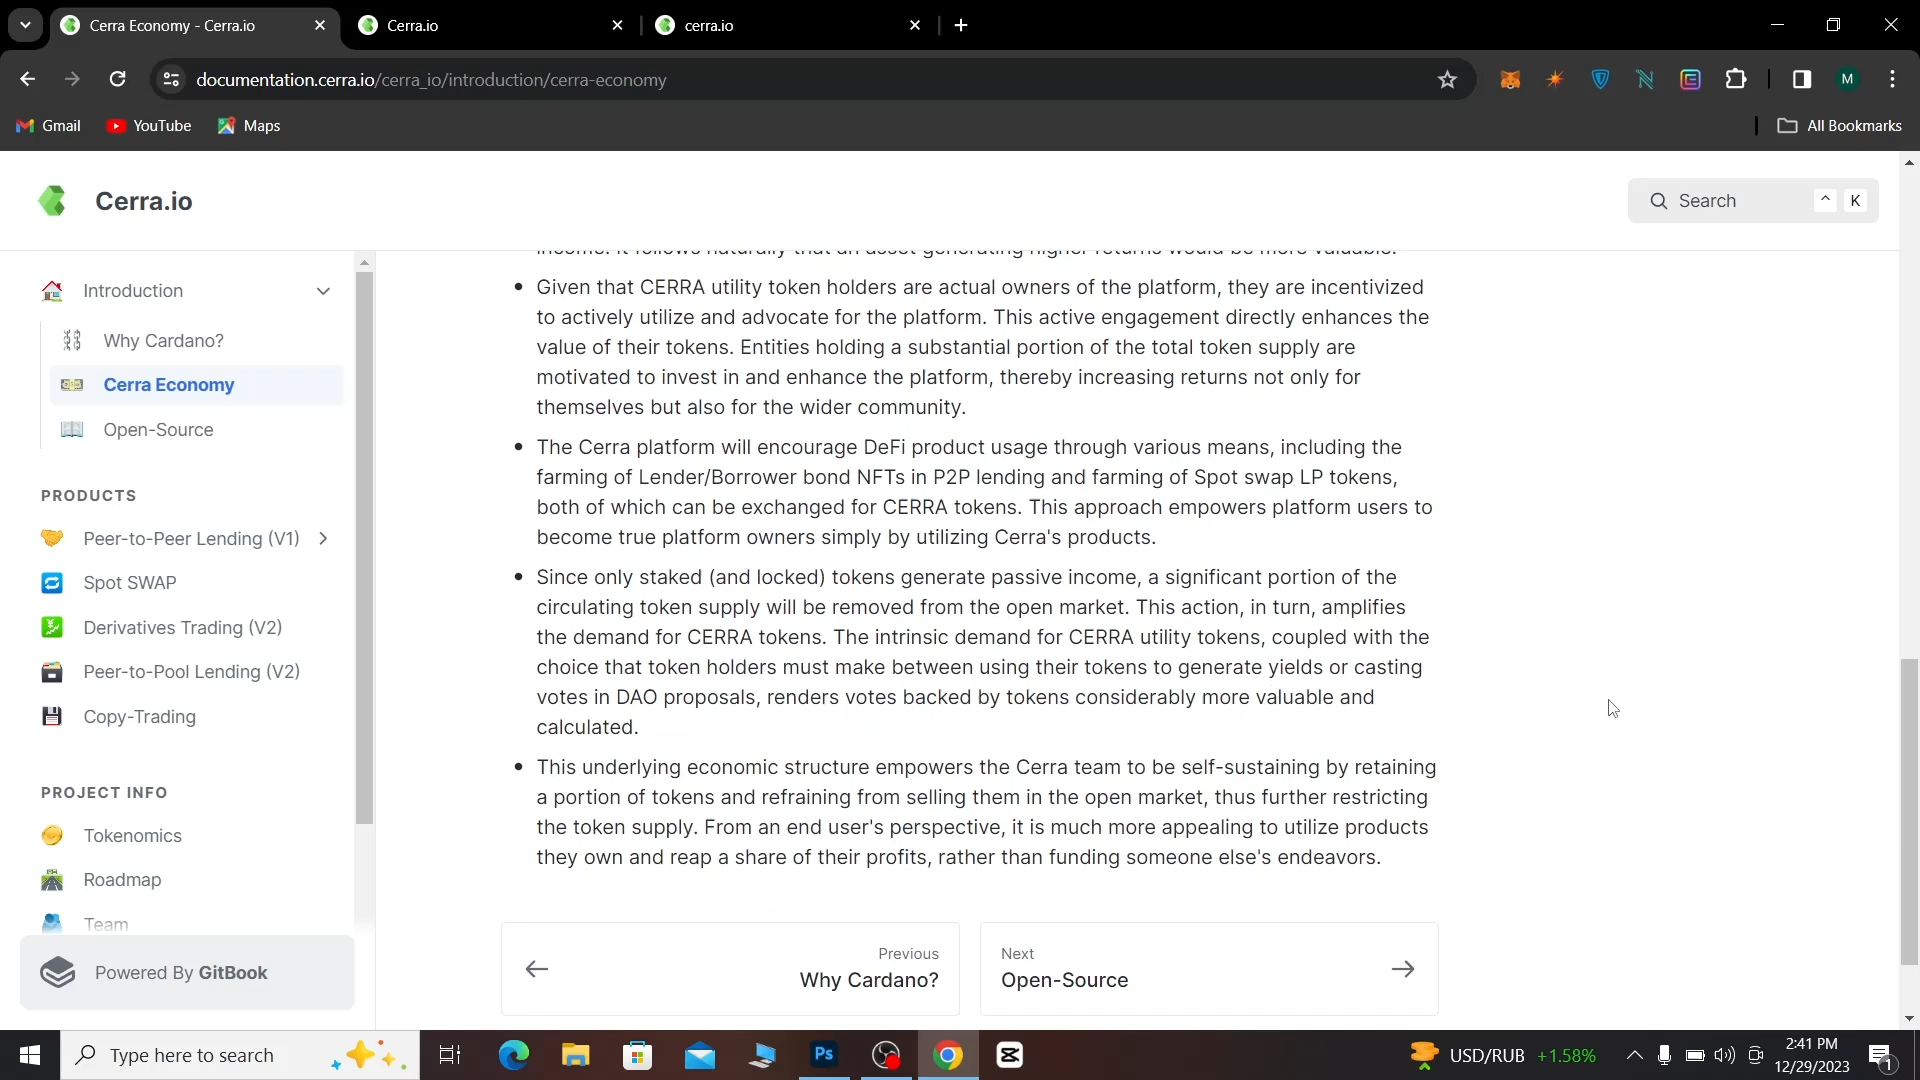 Cerra Economy - Cerra.io
Cerra.io
cerra.io
documentation.cerra.io/cerra_io/introduction/cerra-economy
M
Gmail
YouTube
Maps
All Bookmarks
Cerra.io
Search
^
K
Introduction
Why Cardano?
Cerra Economy
Open-Source
PRODUCTS
Peer-to-Peer Lending (V1)
Spot SWAP
Derivatives Trading (V2)
Peer-to-Pool Lending (V2)
Copy-Trading
PROJECT INFO
Tokenomics
Roadmap
Team
Powered By GitBook
income. It follows naturally that an asset generating higher returns would be more valuable.
• Given that CERRA utility token holders are actual owners of the platform, they are incentivized
to actively utilize and advocate for the platform. This active engagement directly enhances the
value of their tokens. Entities holding a substantial portion of the total token supply are
motivated to invest in and enhance the platform, thereby increasing returns not only for
themselves but also for the wider community.
• The Cerra platform will encourage DeFi product usage through various means, including the
farming of Lender/Borrower bond NFTs in P2P lending and farming of Spot swap LP tokens,
both of which can be exchanged for CERRA tokens. This approach empowers platform users to
become true platform owners simply by utilizing Cerra's products.
• Since only staked (and locked) tokens generate passive income, a significant portion of the
circulating token supply will be removed from the open market. This action, in turn, amplifies
the demand for CERRA tokens. The intrinsic demand for CERRA utility tokens, coupled with the
choice that token holders must make between using their tokens to generate yields or casting
votes in DAO proposals, renders votes backed by tokens considerably more valuable and
calculated.
• This underlying economic structure empowers the Cerra team to be self-sustaining by retaining
a portion of tokens and refraining from selling them in the open market, thus further restricting
the token supply. From an end user's perspective, it is much more appealing to utilize products
they own and reap a share of their profits, rather than funding someone else's endeavors.
Previous
Why Cardano?
Next
Open-Source
Type here to search
Ps
USD/RUB +1.58%
2:41 PM
12/29/2023
1